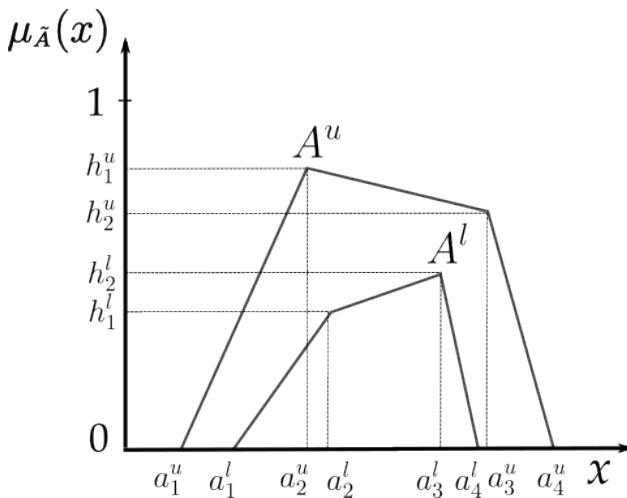 μ_Ã(x)
1
A^u
h_1^u
h_2^u
A^l
h_2^l
h_1^l
0
a_1^u a_1^l a_2^u a_2^l a_3^l a_4^l a_3^u a_4^u x